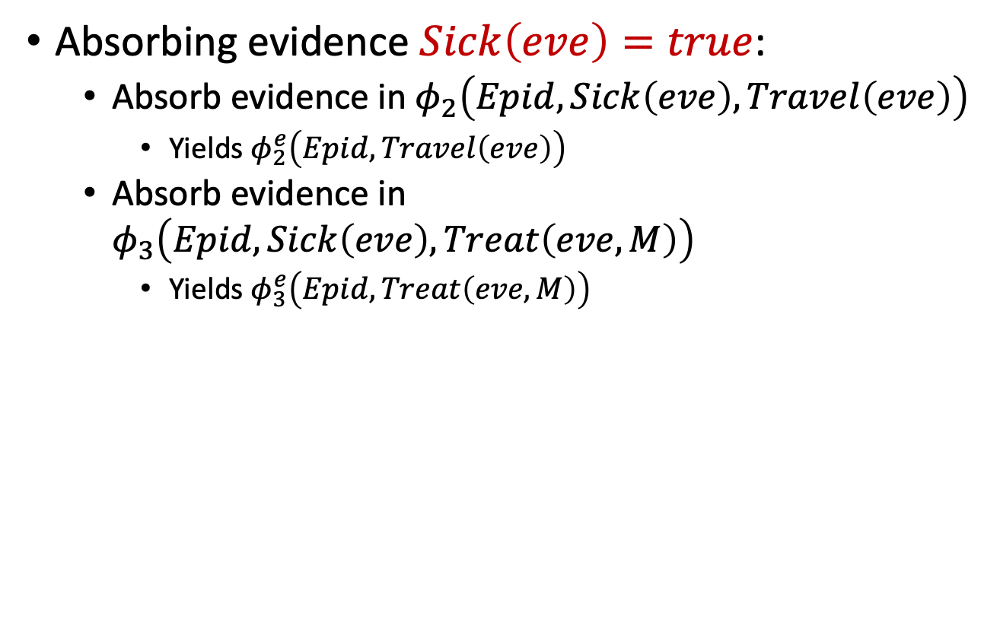 • Absorbing evidence 𝑆𝑖𝑐𝑘(𝑒𝑣𝑒) = 𝑡𝑟𝑢𝑒:
• Absorb evidence in 𝜙₂(𝐸𝑝𝑖𝑑, 𝑆𝑖𝑐𝑘(𝑒𝑣𝑒), 𝑇𝑟𝑎𝑣𝑒𝑙(𝑒𝑣𝑒))
• Yields 𝜙₂ᵉ(𝐸𝑝𝑖𝑑, 𝑇𝑟𝑎𝑣𝑒𝑙(𝑒𝑣𝑒))
• Absorb evidence in
𝜙₃(𝐸𝑝𝑖𝑑, 𝑆𝑖𝑐𝑘(𝑒𝑣𝑒), 𝑇𝑟𝑒𝑎𝑡(𝑒𝑣𝑒, 𝑀))
• Yields 𝜙₃ᵉ(𝐸𝑝𝑖𝑑, 𝑇𝑟𝑒𝑎𝑡(𝑒𝑣𝑒, 𝑀))